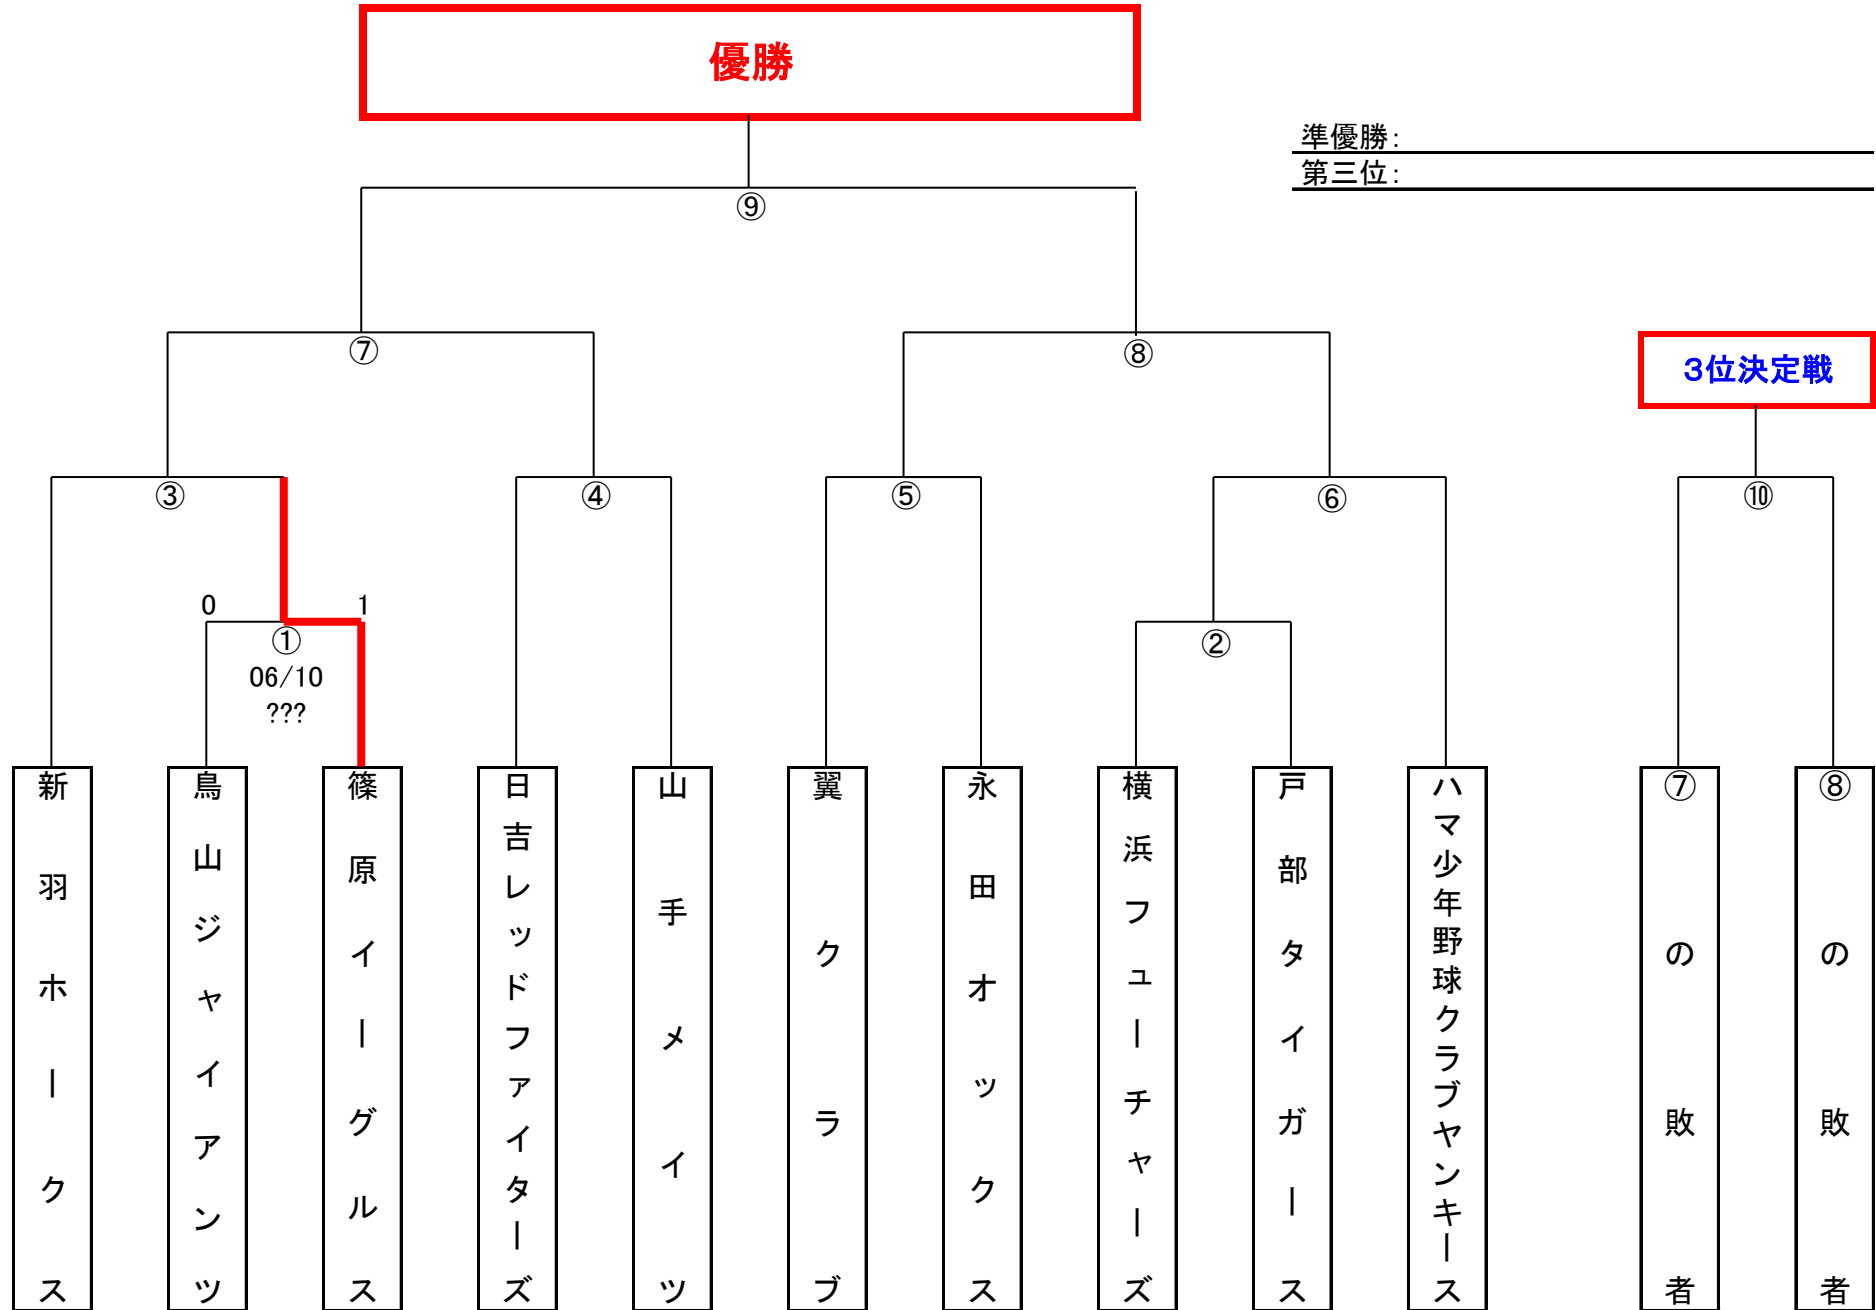 優勝
準優勝：
第三位：
⑨
⑦
⑧
3位決定戦
③
④
⑤
⑥
⑩
0
1
①
②
06/10
???
新羽ホークス
鳥山ジャイアンツ
篠原イーグルス
日吉レッドファイターズ
山手メイツ
翼クラブ
永田オックス
横浜フューチャーズ
戸部タイガース
ハマ少年野球クラブヤンキース
⑦の敗者
⑧の敗者